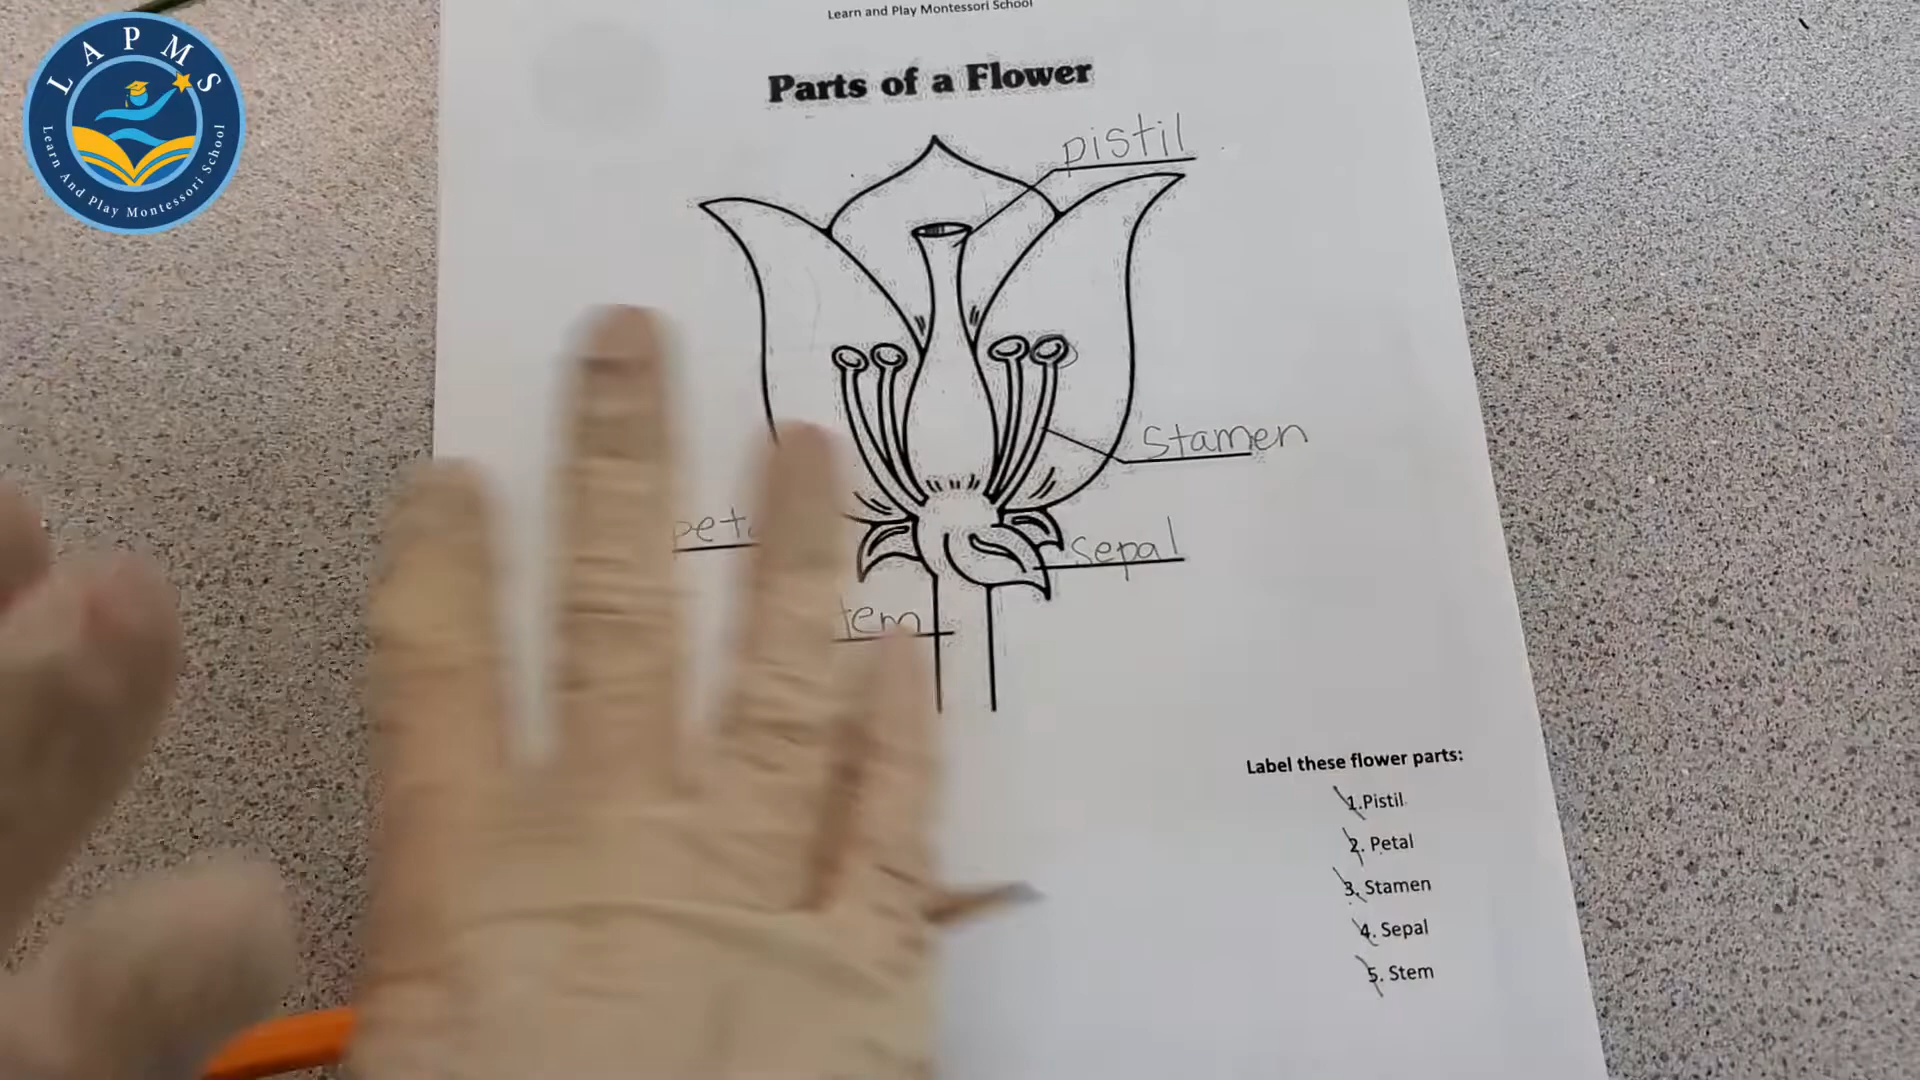 LAPMS
Learn And Play Montessori School
Learn and Play Montessori School
Parts of a Flower
pistil
Stamen
sepal
Label these flower parts:
1.Pistil
2. Petal
3. Stamen
4. Sepal
5. Stem